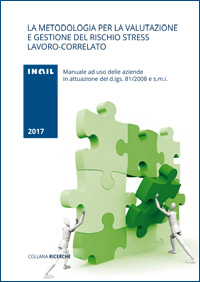 LA METODOLOGIA PER LA VALUTAZIONE
E GESTIONE DEL RISCHIO STRESS
LAVORO-CORRELATO
INAIL
Manuale ad uso delle aziende
in attuazione del d.lgs. 81/2008 e s.m.i.
2017
COLLANA RICERCHE